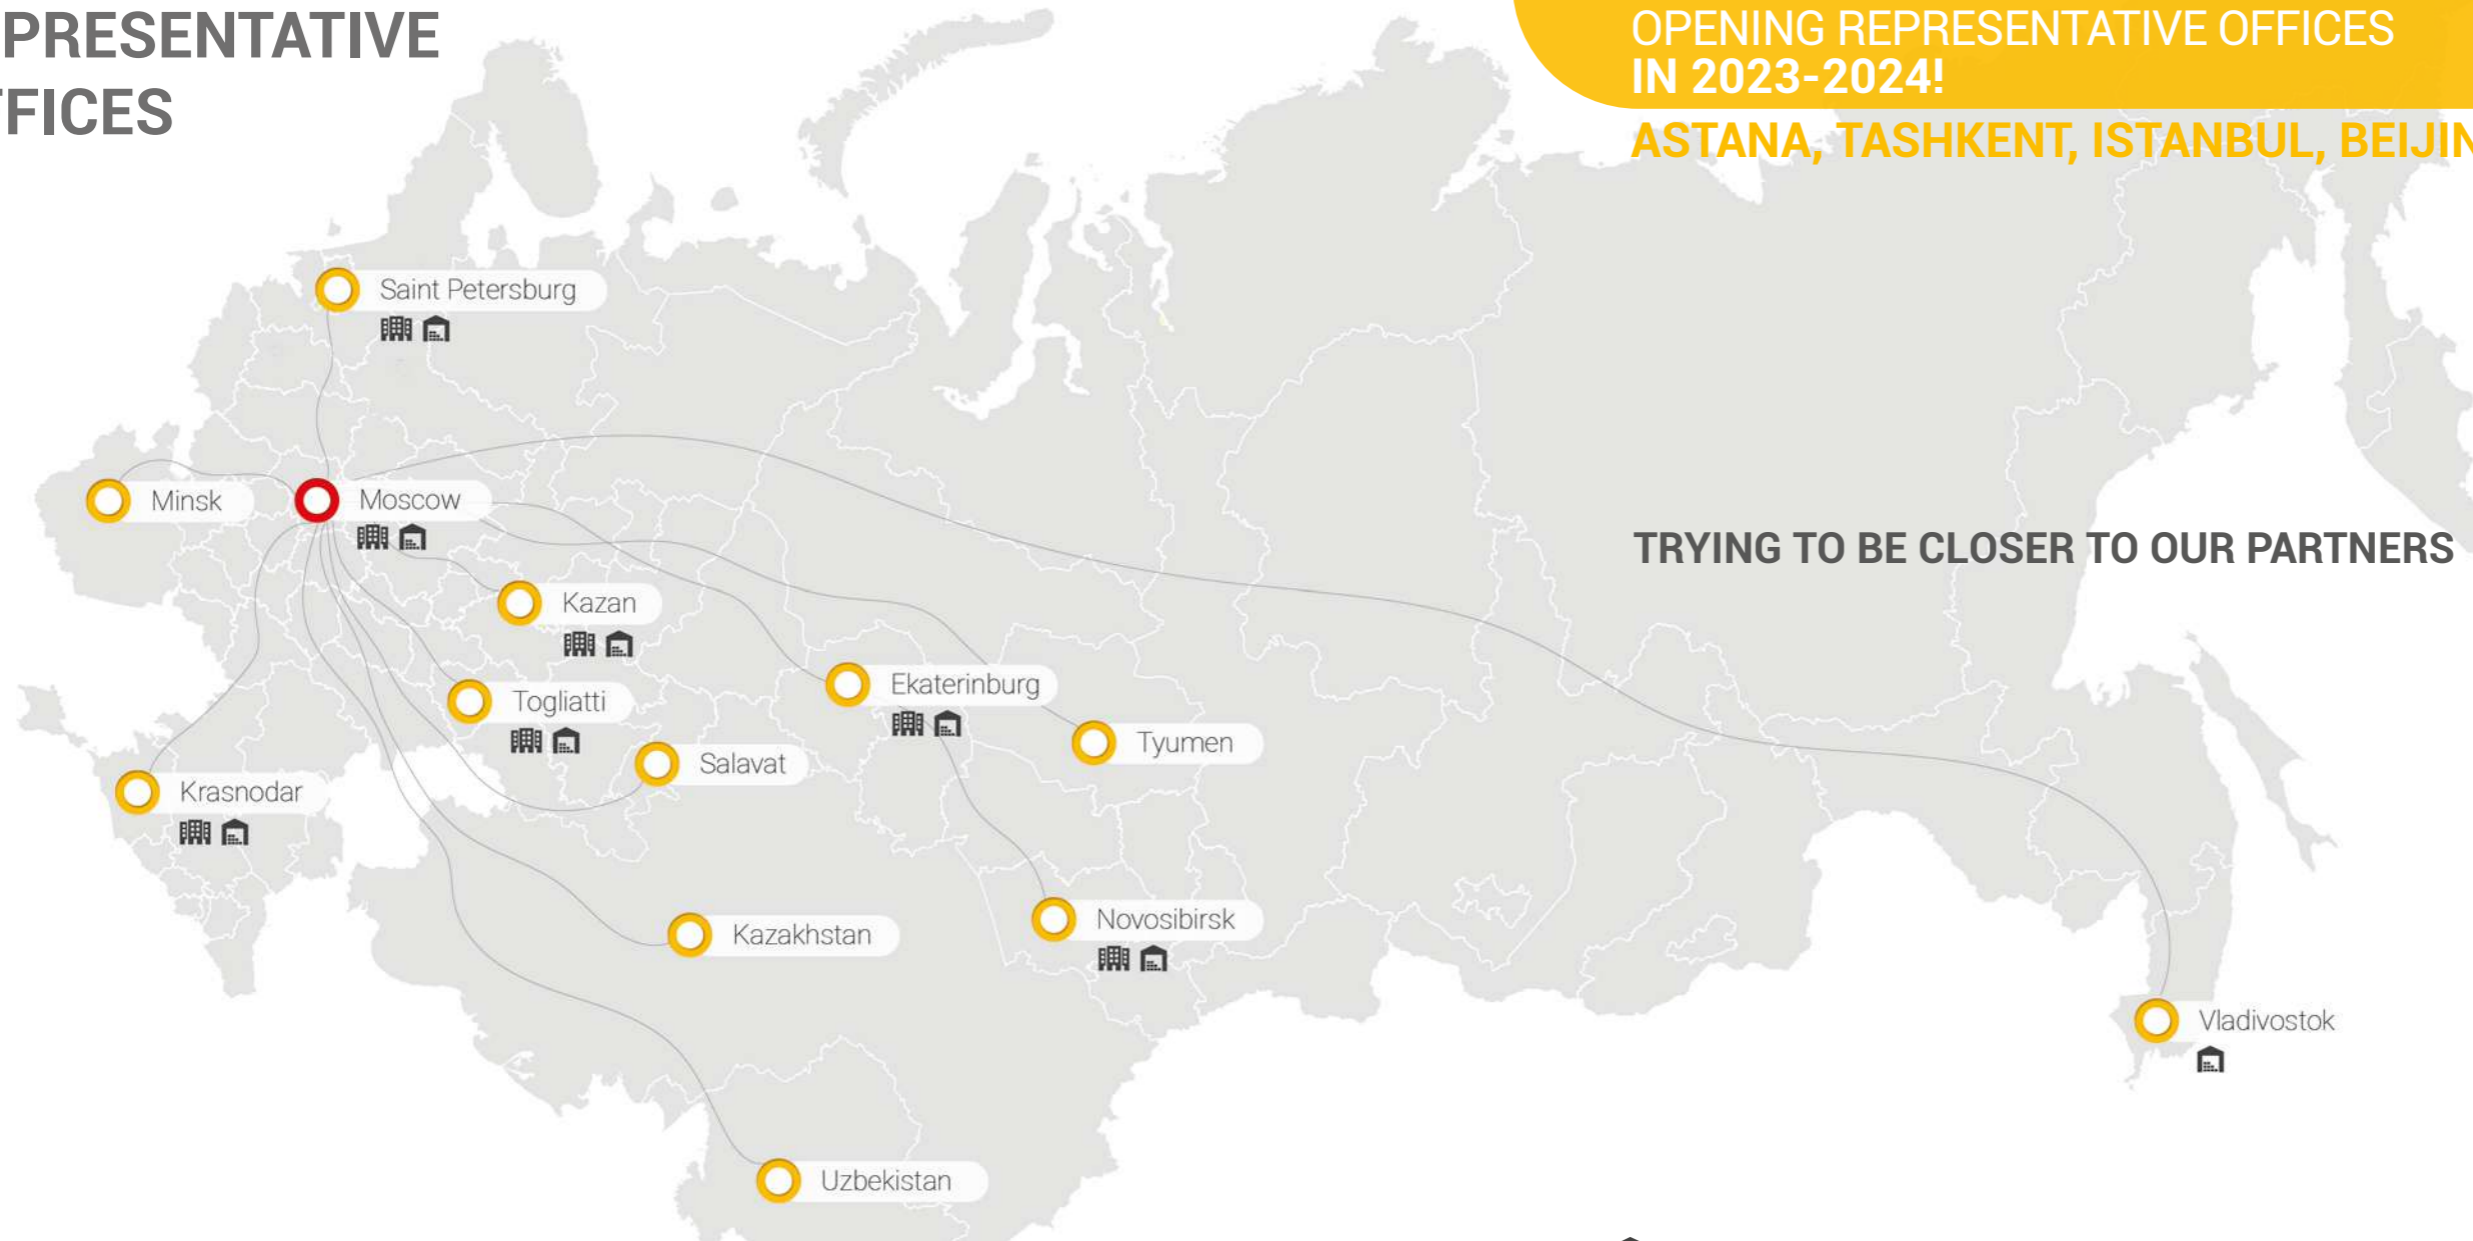 PRESENTATIVE
FFICES
OPENING REPRESENTATIVE OFFICES
IN 2023-2024!
ASTANA, TASHKENT, ISTANBUL, BEIJIN
Saint Petersburg
Minsk
Moscow
TRYING TO BE CLOSER TO OUR PARTNERS
Kazan
Ekaterinburg
Togliatti
Tyumen
Salavat
Krasnodar
Novosibirsk
Kazakhstan
Vladivostok
Uzbekistan